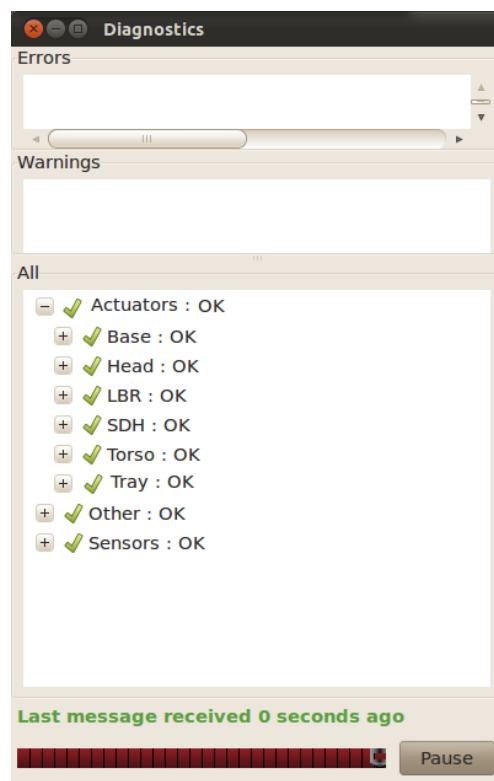 Diagnostics
Errors
Warnings
All
Actuators : OK
Base : OK
Head : OK
LBR : OK
SDH : OK
Torso : OK
Tray : OK
Other : OK
Sensors : OK
Last message received 0 seconds ago
Pause